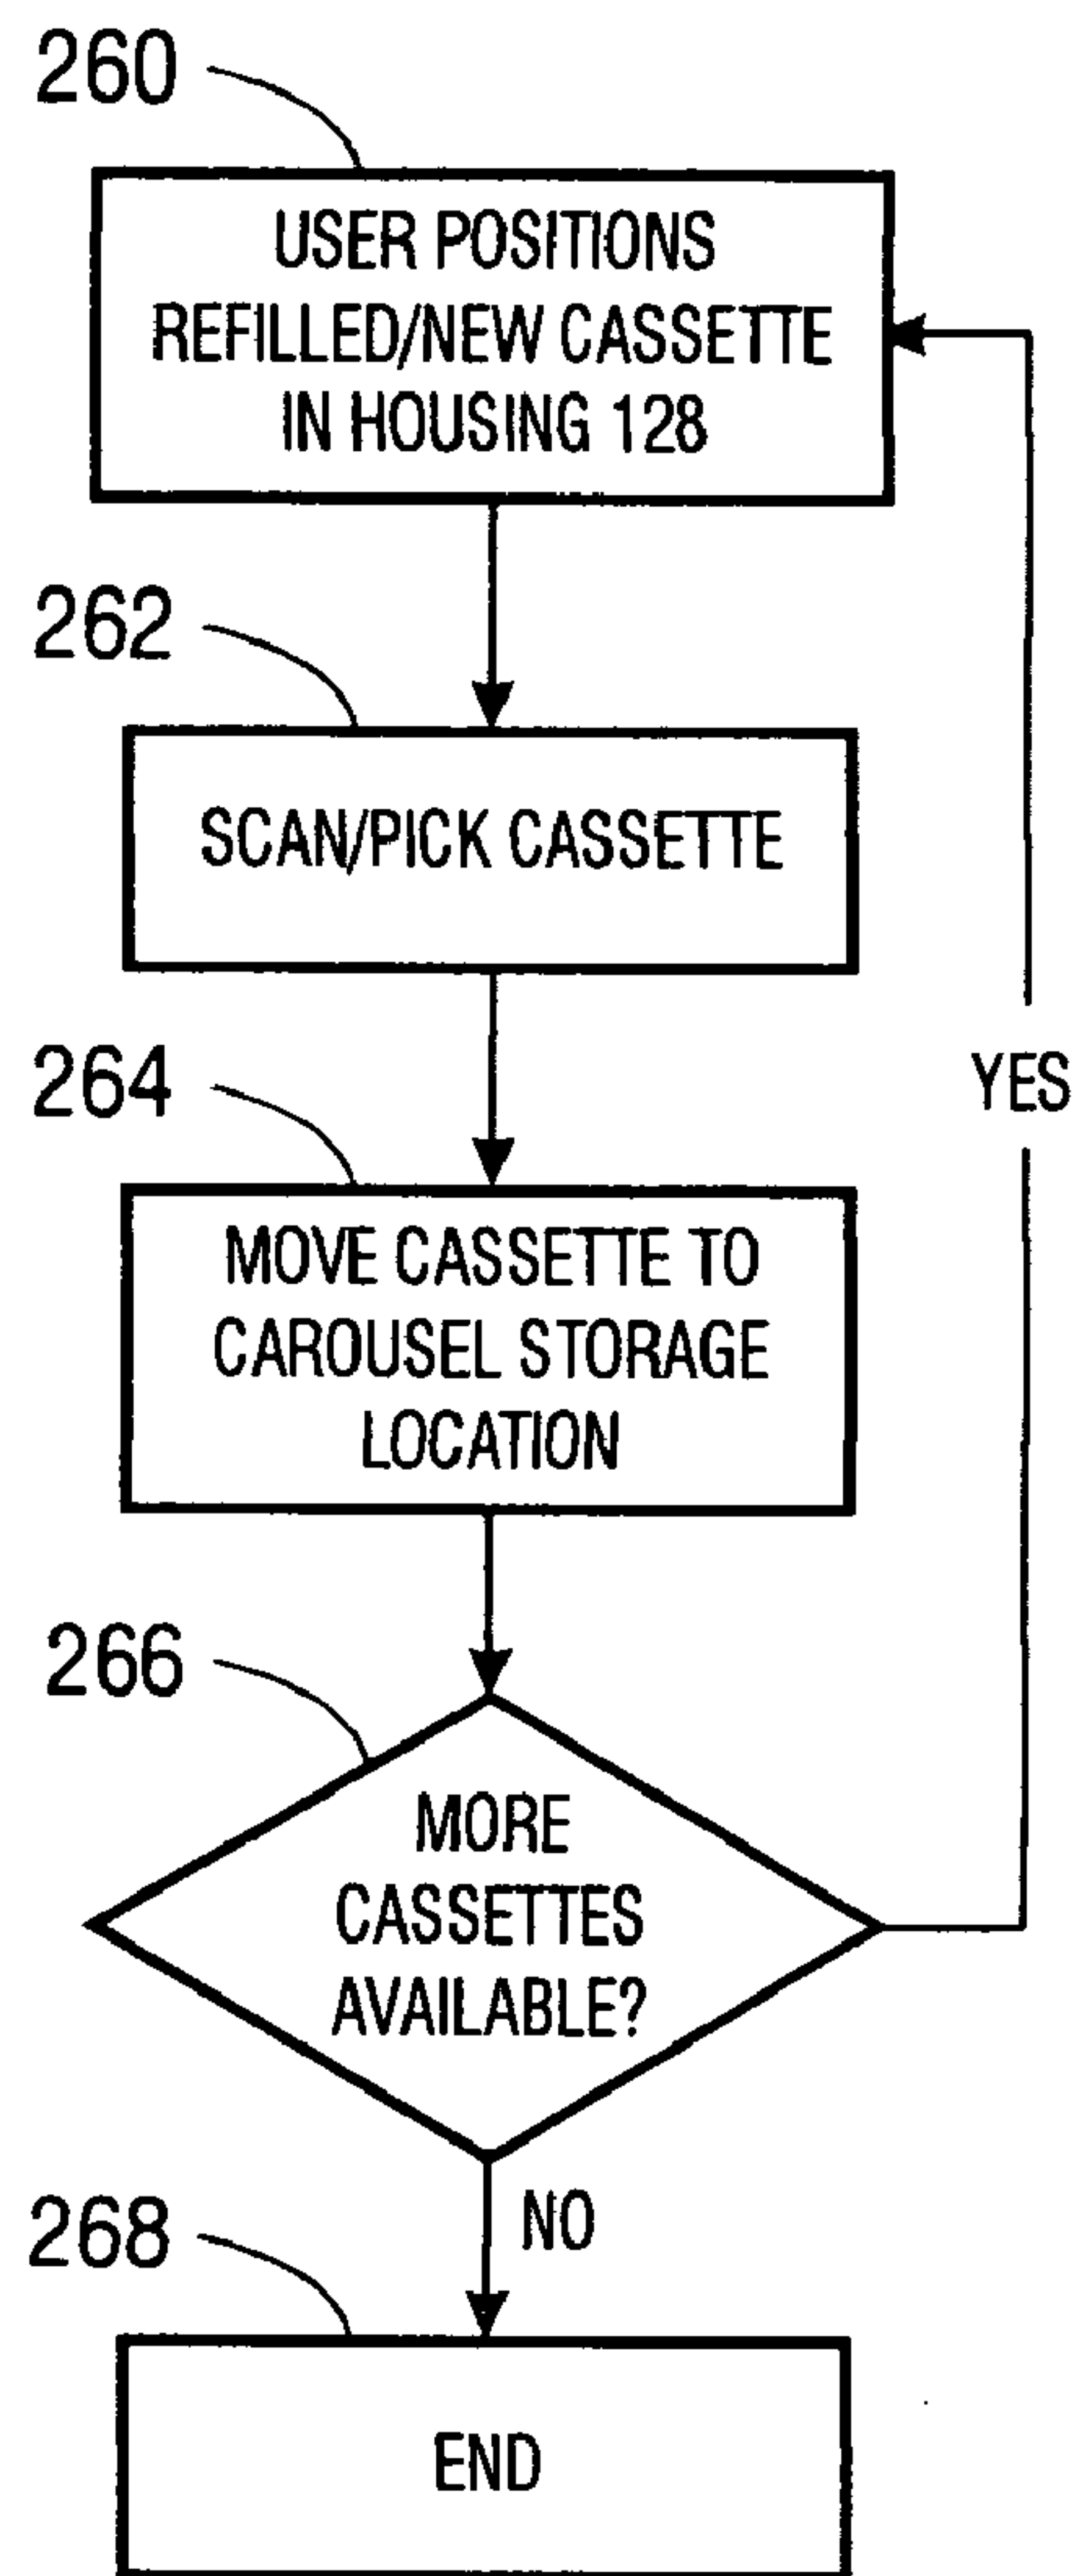 260
USER POSITIONS
REFILLED/NEW CASSETTE
IN HOUSING 128
262
SCAN/PICK CASSETTE
264
MOVE CASSETTE TO
CAROUSEL STORAGE
LOCATION
YES
266
MORE
CASSETTES
AVAILABLE?
NO
268
END